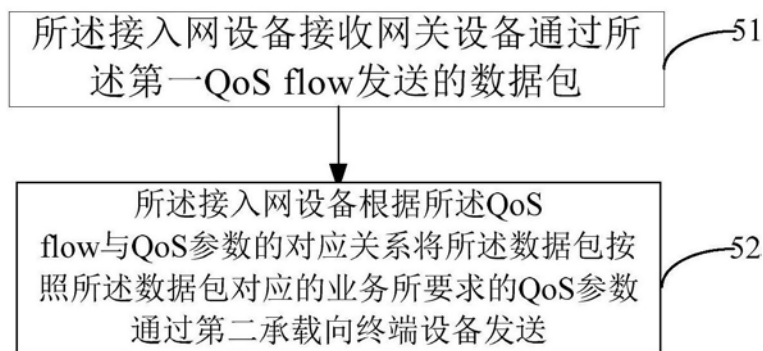 所述接入网设备接收网关设备通过所
述第一QoS flow发送的数据包
51
所述接入网设备根据所述QoS
flow与QoS参数的对应关系将所述数据包按
照所述数据包对应的业务所要求的QoS参数
通过第二承载向终端设备发送
52